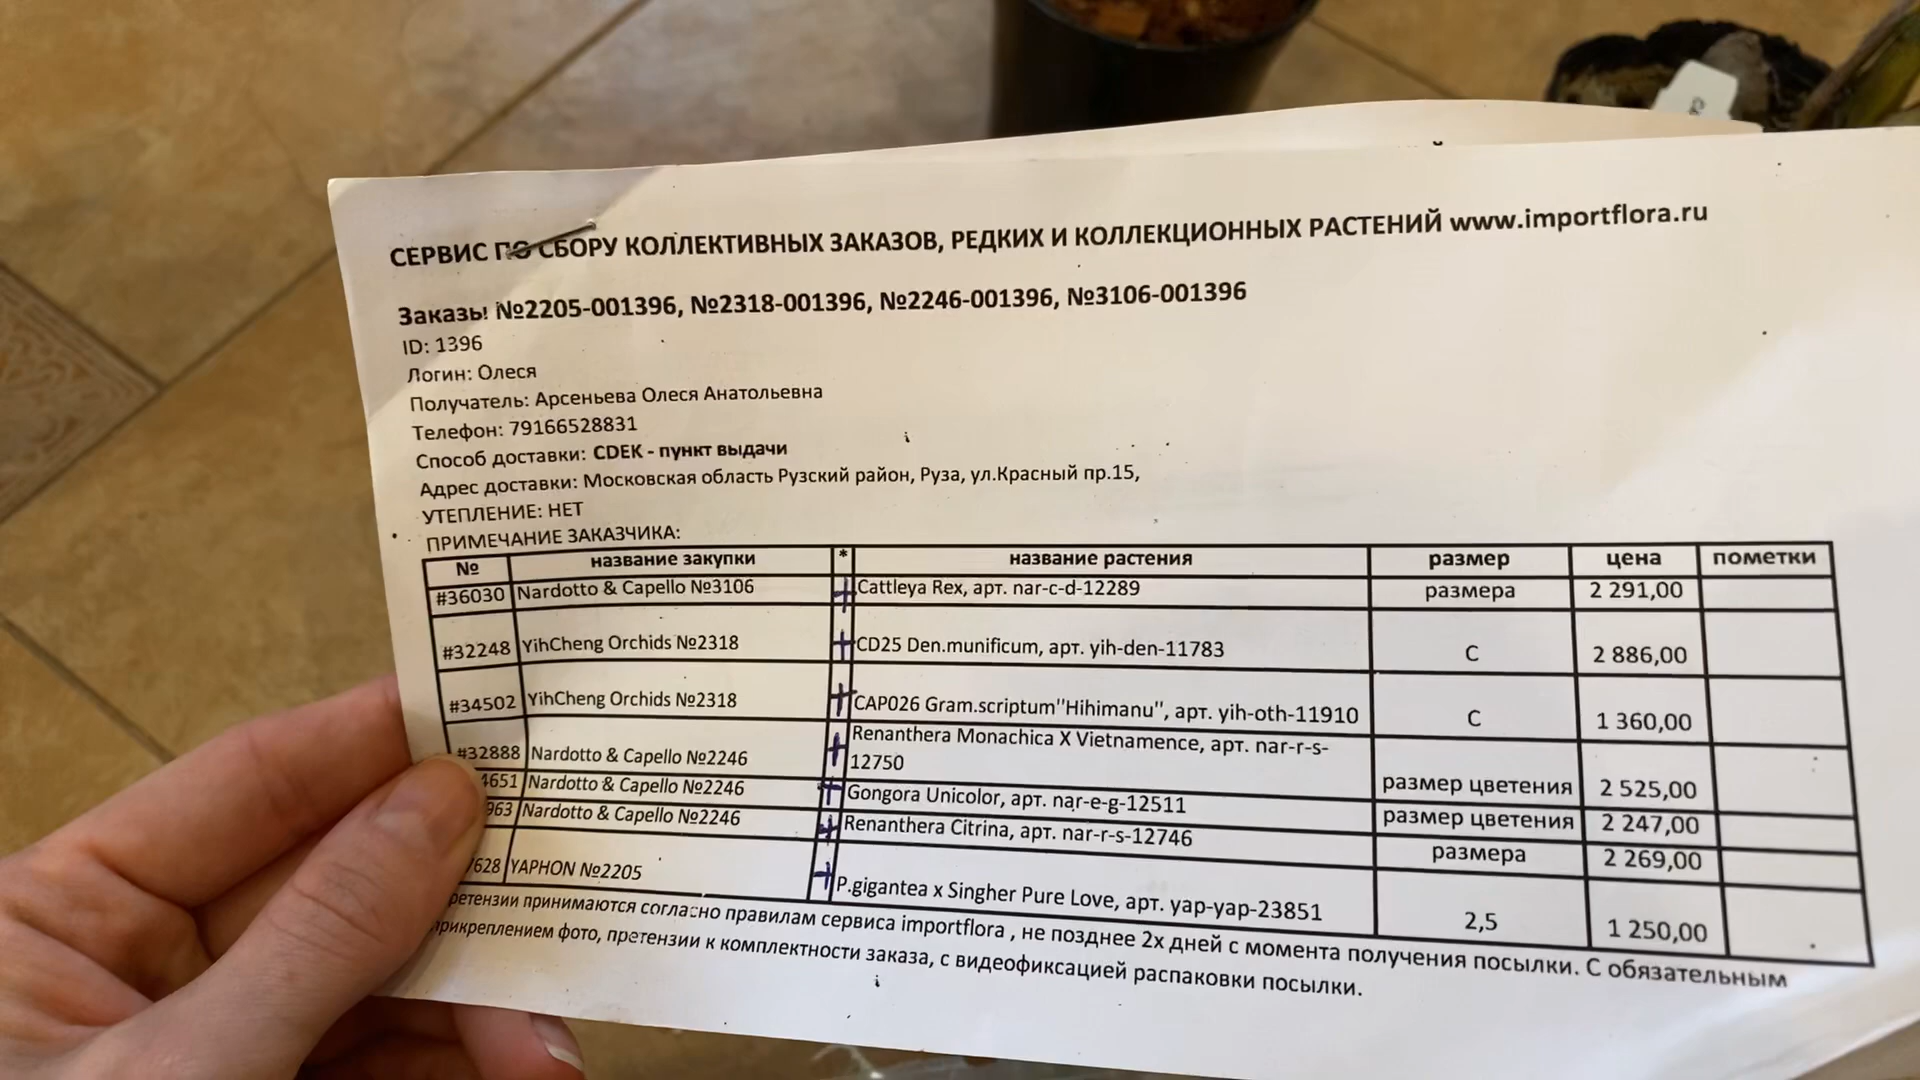 СЕРВИС ПО СБОРУ КОЛЛЕКТИВНЫХ ЗАКАЗОВ, РЕДКИХ И КОЛЛЕКЦИОННЫХ РАСТЕНИЙ www.importflora.ru
Заказы №2205-001396, №2318-001396, №2246-001396, №3106-001396
ID: 1396
Логин: Олеся
Получатель: Арсеньева Олеся Анатольевна
Телефон: 79166528831
Способ доставки: CDEK - пункт выдачи
Адрес доставки: Московская область Рузский район, Руза, ул.Красный пр.15,
УТЕПЛЕНИЕ: НЕТ
ПРИМЕЧАНИЕ ЗАКАЗЧИКА:
№ название закупки * название растения размер цена пометки
#36030 Nardotto & Capello №3106 + Cattleya Rex, арт. nar-c-d-12289 размера 2 291,00
#32248 YihCheng Orchids №2318 + CD25 Den.munificum, арт. yih-den-11783 C 2 886,00
#34502 YihCheng Orchids №2318 + CAP026 Gram.scriptum"Hihimanu", арт. yih-oth-11910 C 1 360,00
#32888 Nardotto & Capello №2246 + Renanthera Monachica X Vietnamence, арт. nar-r-s-
12750 размер цветения 2 525,00
4651 Nardotto & Capello №2246 + Gongora Unicolor, арт. nar-e-g-12511 размер цветения 2 247,00
963 Nardotto & Capello №2246 + Renanthera Citrina, арт. nar-r-s-12746 размера 2 269,00
7628 YAPHON №2205 + P.gigantea x Singher Pure Love, арт. yap-yap-23851 2,5 1 250,00
ретензии принимаются согласно правилам сервиса importflora , не позднее 2х дней с момента получения посылки. С обязательным
прикреплением фото, претензии к комплектности заказа, с видеофиксацией распаковки посылки.